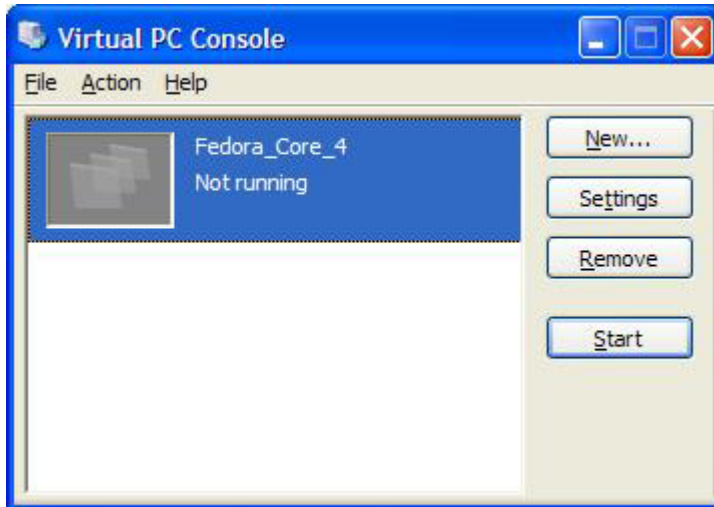 Virtual PC Console
File Action Help
Fedora_Core_4
Not running
New...
Settings
Remove
Start